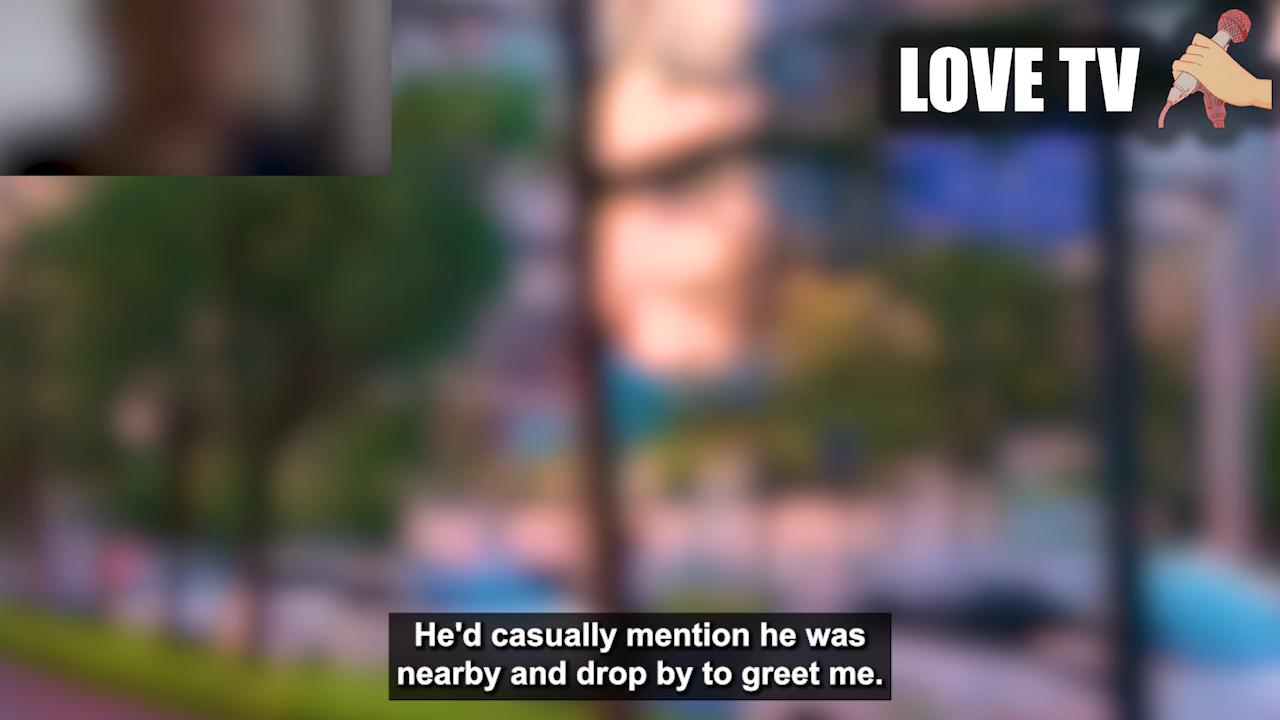 LOVE TV
He'd casually mention he was
nearby and drop by to greet me.